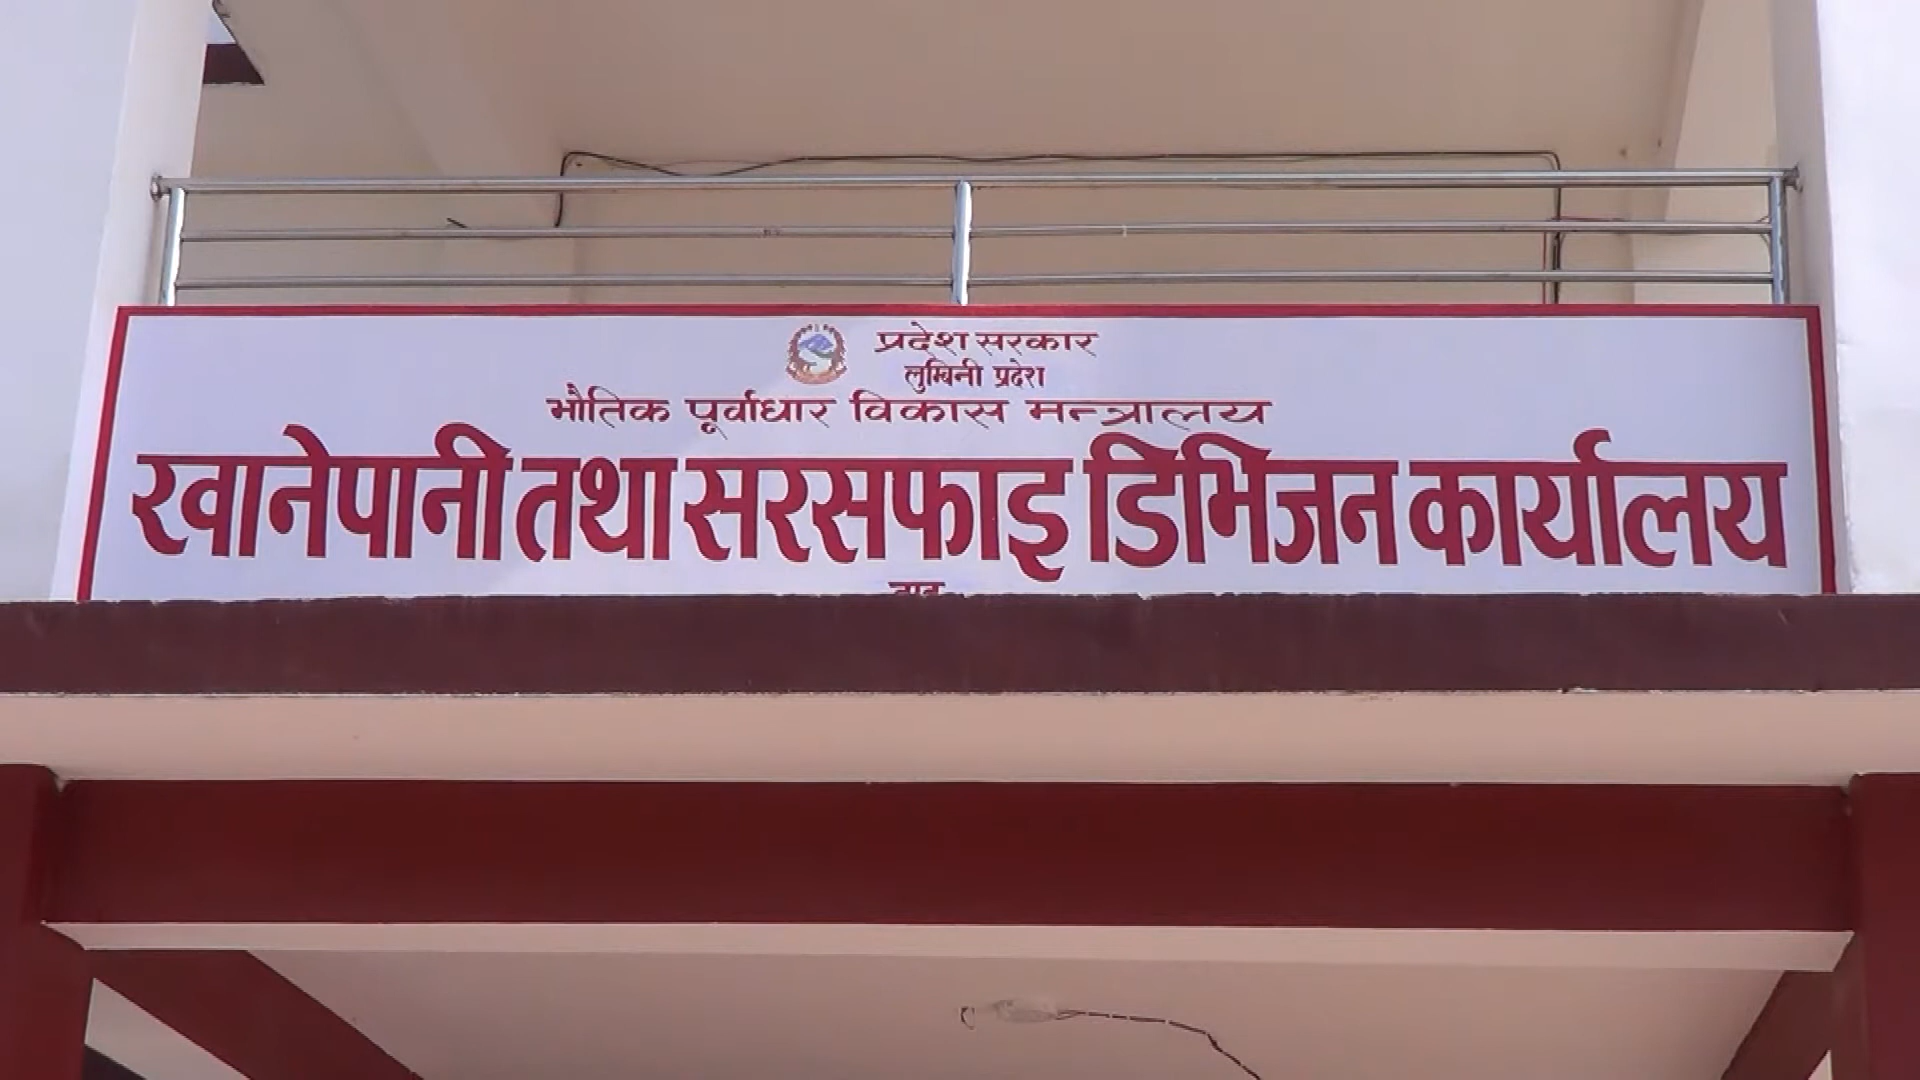 प्रदेश सरकार
लुम्बिनी प्रदेश
भौतिक पूर्वाधार विकास मन्त्रालय
खानेपानी तथा सरसफाइ डिभिजन कार्यालय